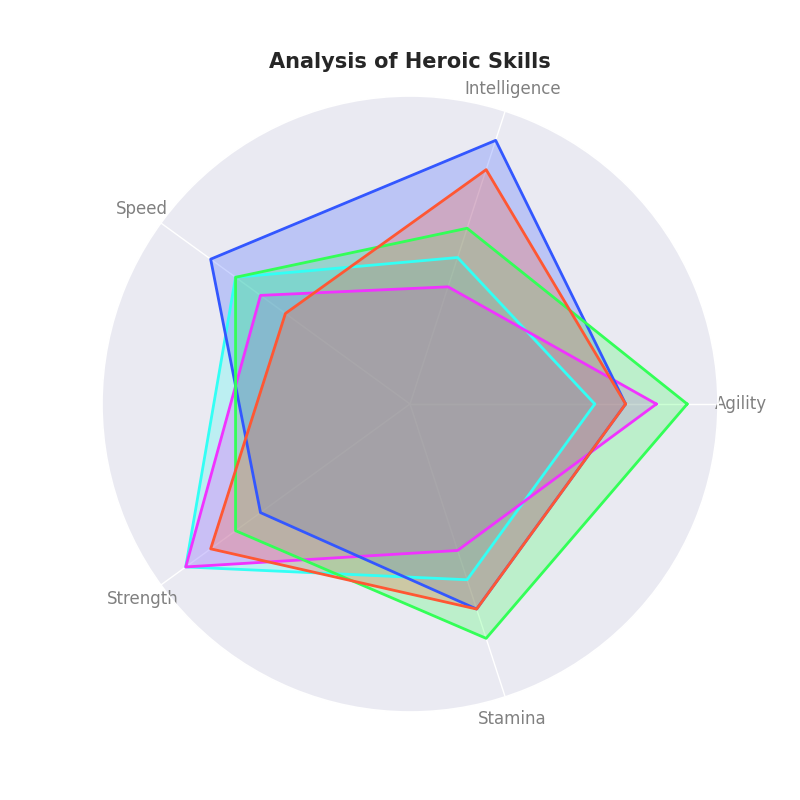 Analysis of Heroic Skills
Intelligence
Speed
Agility
Strength
Stamina